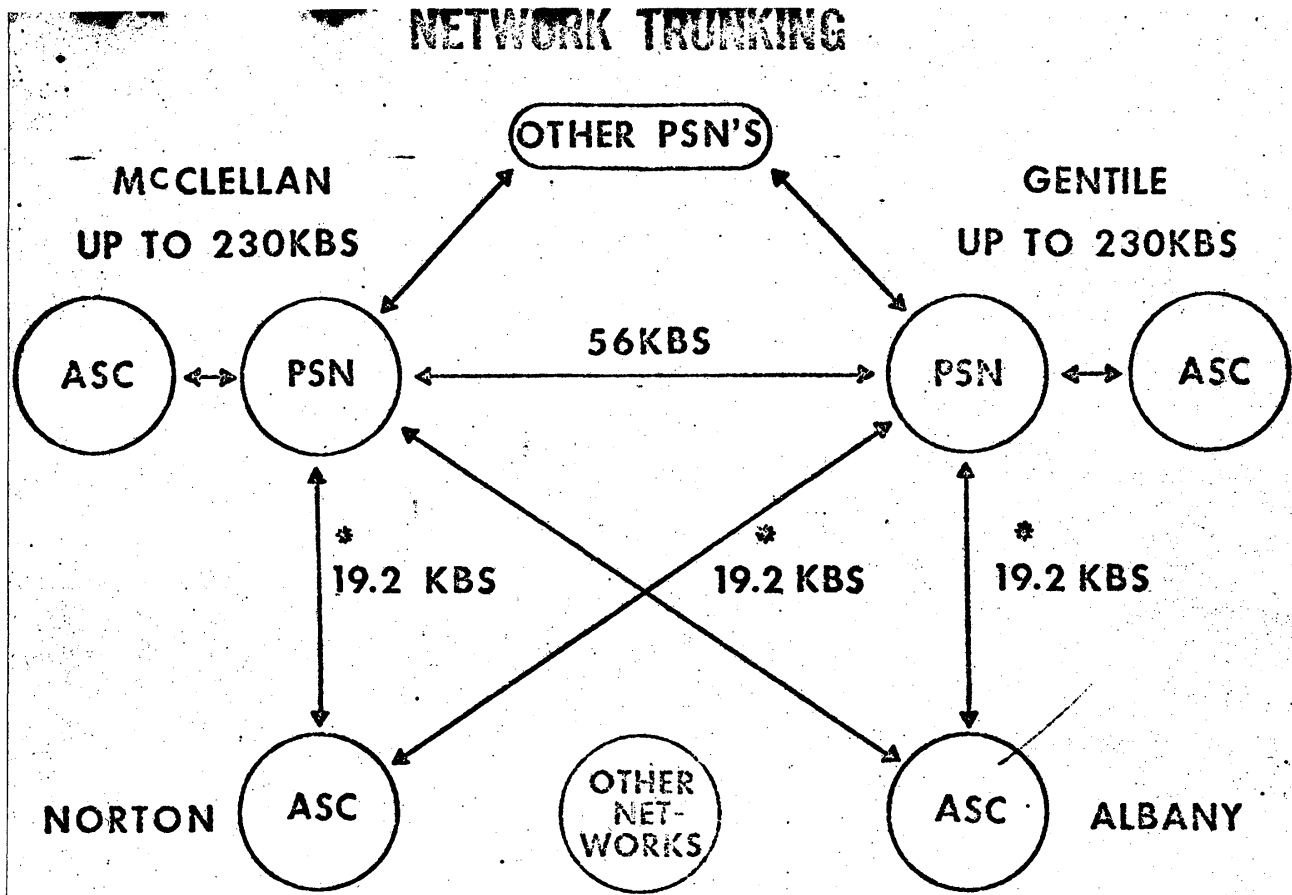 NETWORK TRUNKING
OTHER PSN'S
MCCLELLAN
UP TO 230KBS
GENTILE
UP TO 230KBS
ASC
PSN
56KBS
PSN
ASC
*
19.2 KBS
*
19.2 KBS
*
19.2 KBS
NORTON
ASC
OTHER
NET-
WORKS
ASC
ALBANY